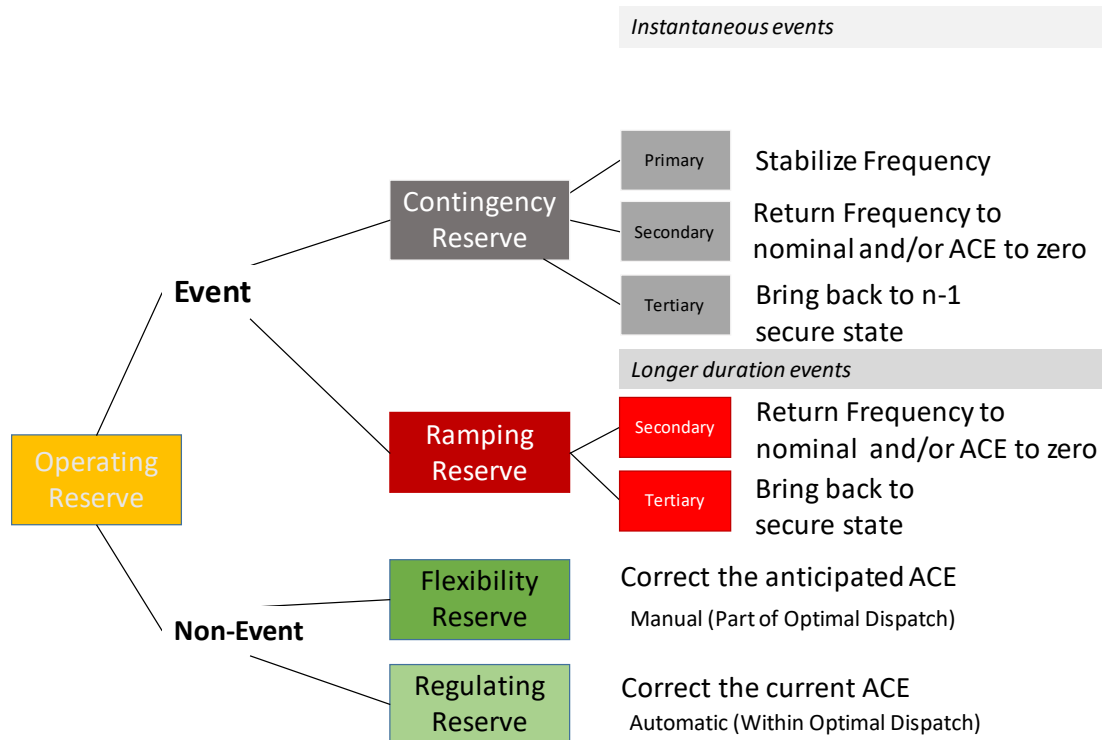 Instantaneous events
Primary
Stabilize Frequency
Contingency
Reserve
Secondary
Return Frequency to
nominal and/or ACE to zero
Tertiary
Bring back to n-1
secure state
Event
Longer duration events
Ramping
Reserve
Secondary
Return Frequency to
nominal and/or ACE to zero
Tertiary
Bring back to
secure state
Operating
Reserve
Flexibility
Reserve
Correct the anticipated ACE
Manual (Part of Optimal Dispatch)
Non-Event
Regulating
Reserve
Correct the current ACE
Automatic (Within Optimal Dispatch)